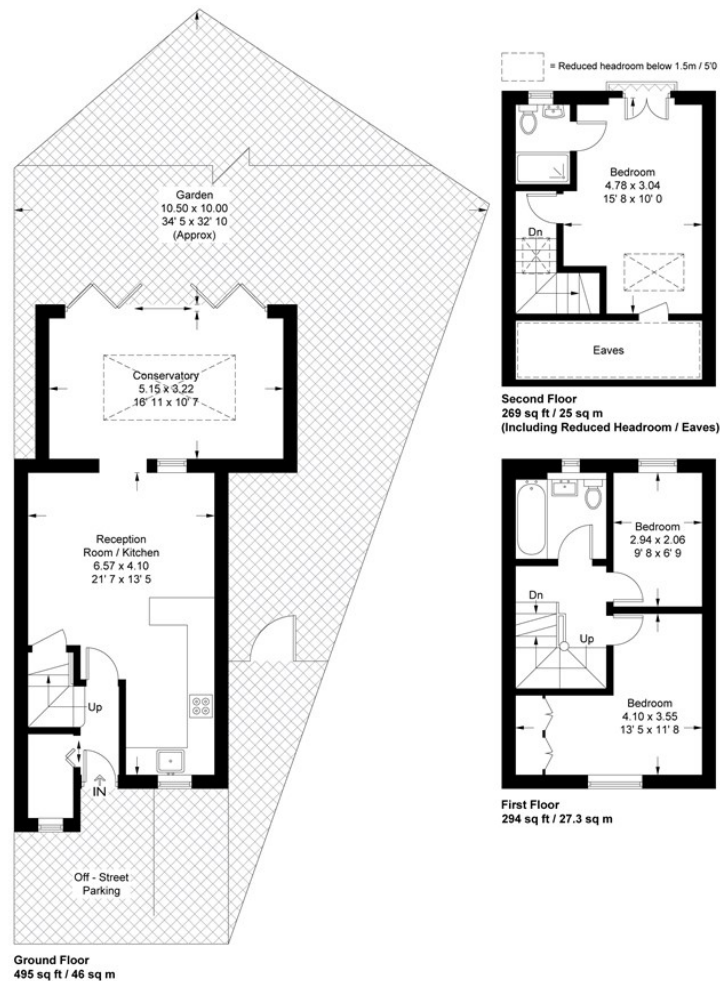 Garden
10.50 x 10.00
34' 5 x 32' 10
(Approx)
Conservatory
5.15 x 3.22
16' 11 x 10' 7
Reception
Room / Kitchen
6.57 x 4.10
21' 7 x 13' 5
Up
IN
Off - Street
Parking
Ground Floor
495 sq ft / 46 sq m
= Reduced headroom below 1.5m / 5'0
Bedroom
4.78 x 3.04
15' 8 x 10' 0
Dn
Eaves
Second Floor
269 sq ft / 25 sq m
(Including Reduced Headroom / Eaves)
Bedroom
2.94 x 2.06
9' 8 x 6' 9
Dn
Up
Bedroom
4.10 x 3.55
13' 5 x 11' 8
First Floor
294 sq ft / 27.3 sq m